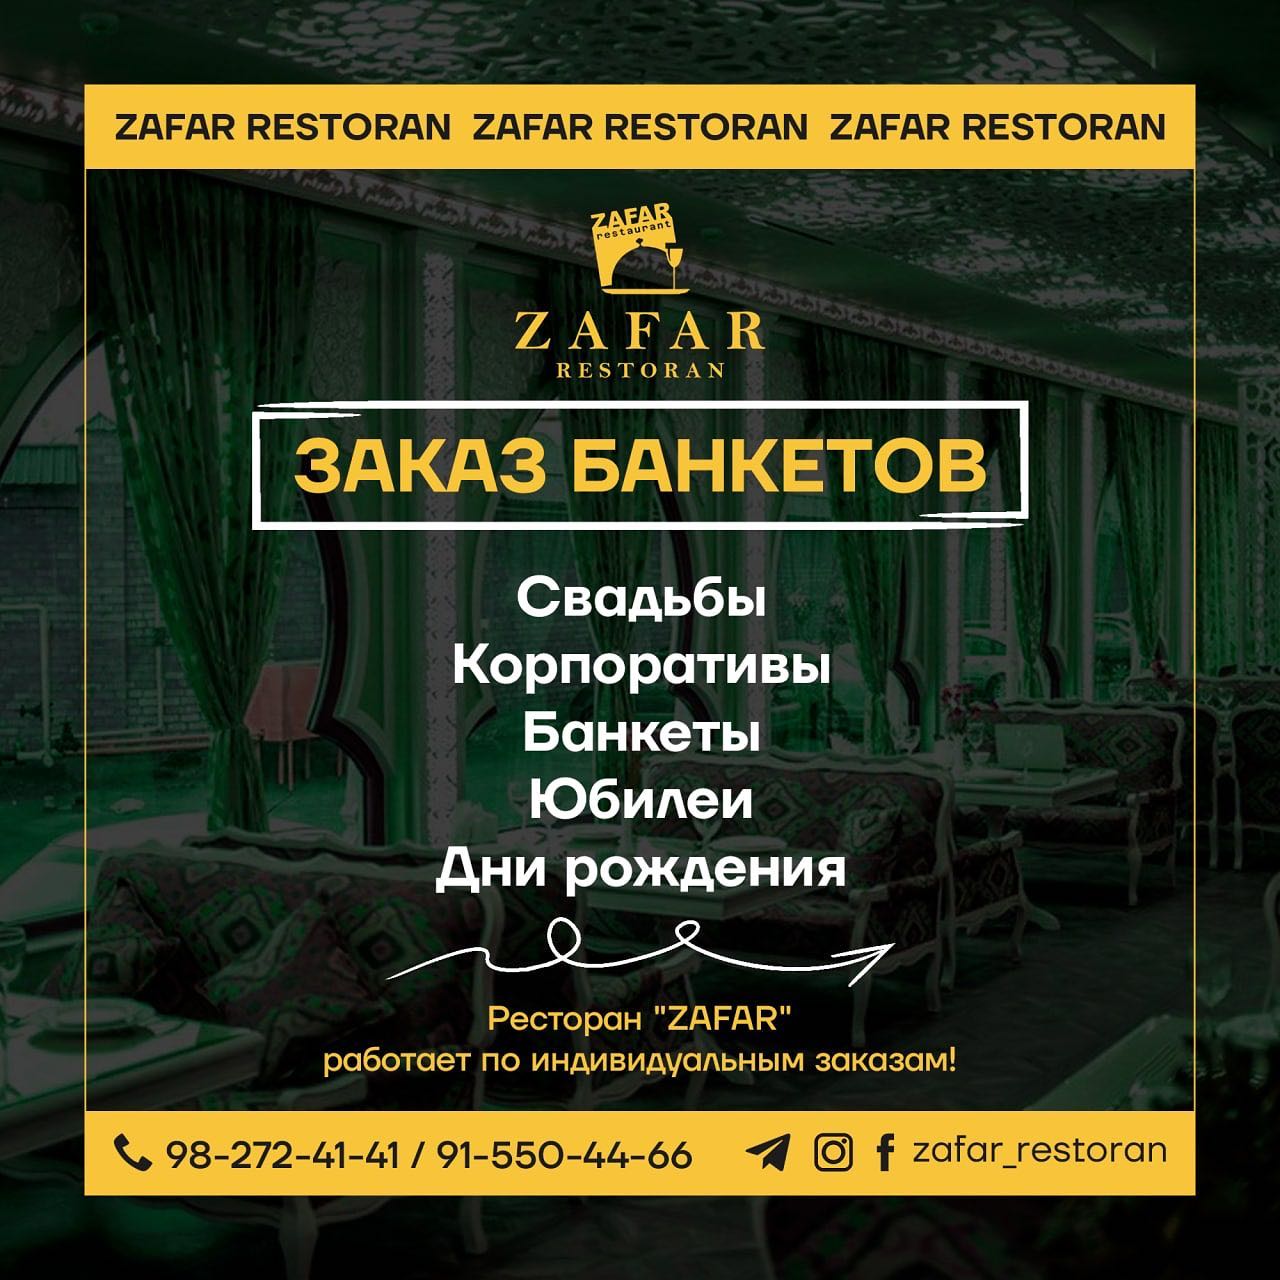 ZAFAR RESTORAN ZAFAR RESTORAN ZAFAR RESTORAN
ZAFAR
restaurant
ZAFAR
RESTORAN
ЗАКАЗ БАНКЕТОВ
Свадьбы
Корпоративы
Банкеты
Юбилеи
Дни рождения
Ресторан "ZAFAR"
работает по индивидуальным заказам!
98-272-41-41 / 91-550-44-66 zafar_restoran